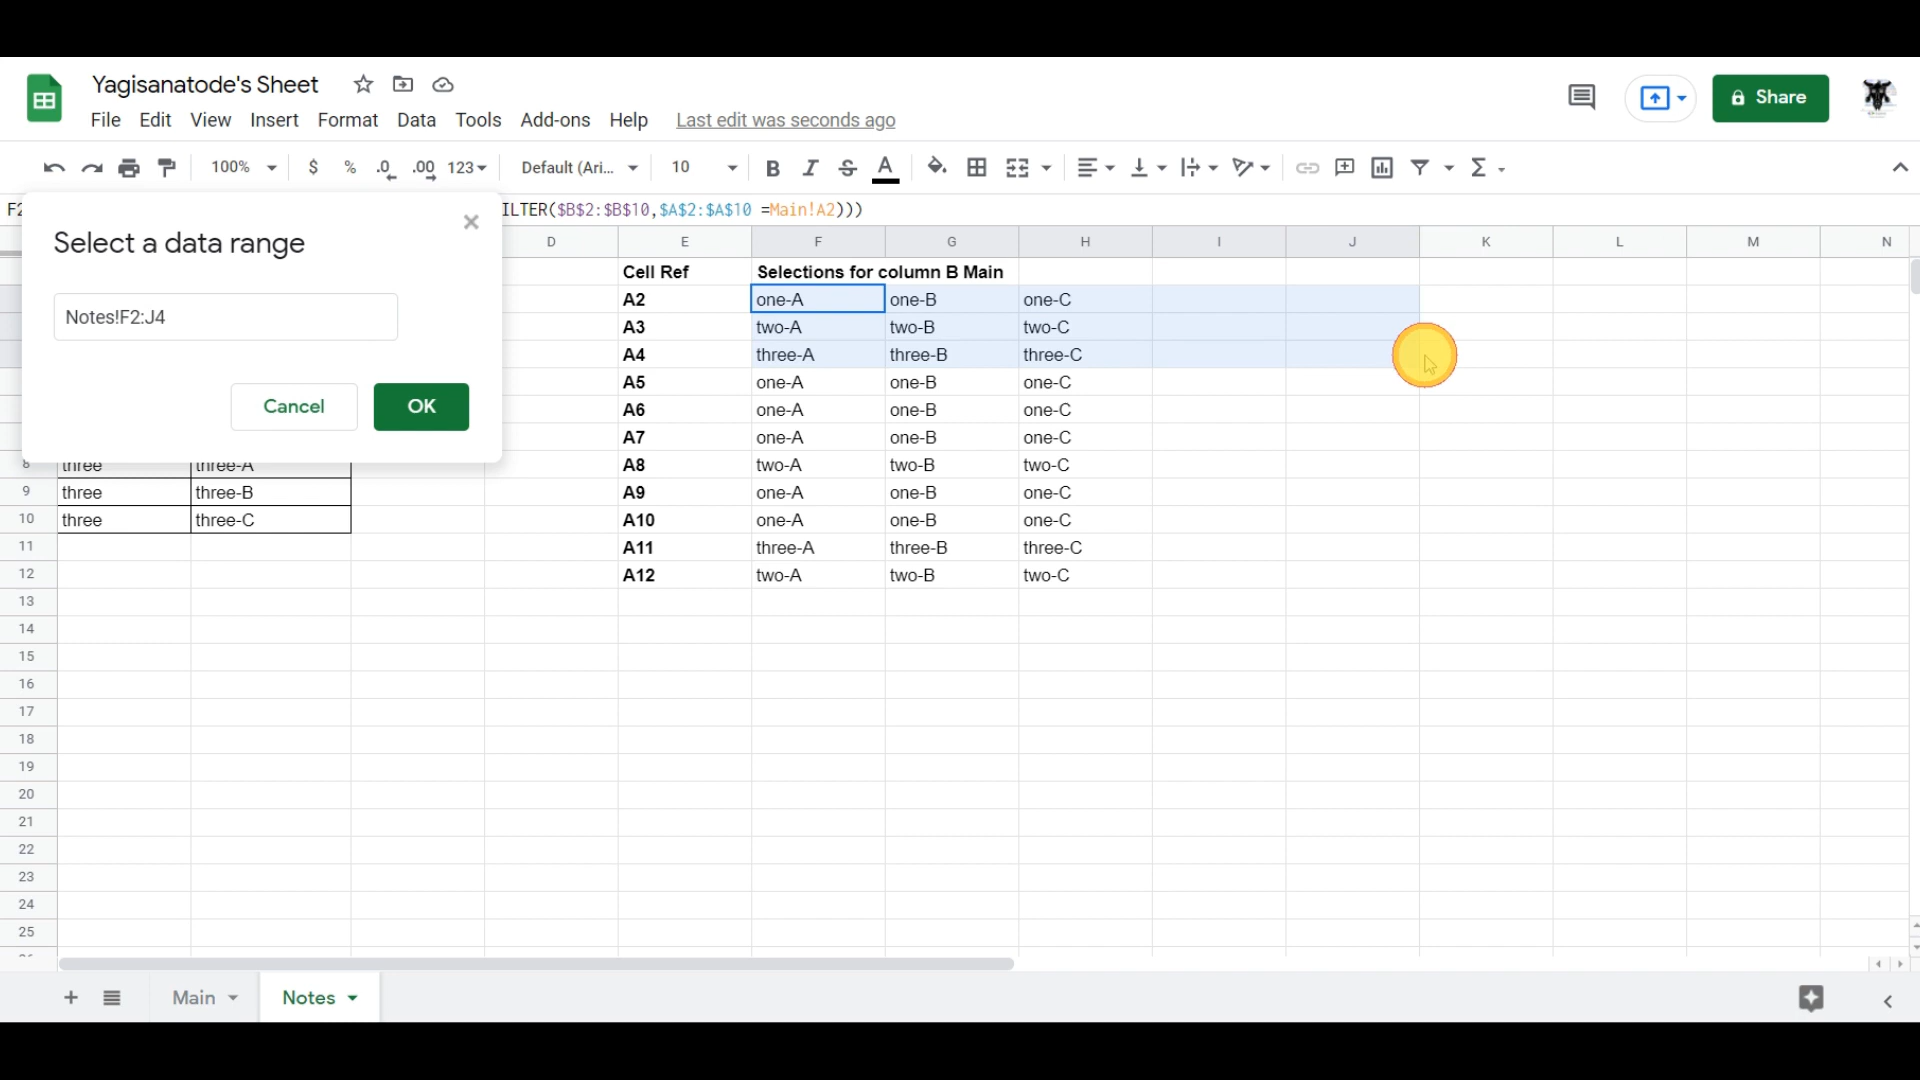 Yagisanatode's Sheet
File Edit View Insert Format Data Tools Add-ons Help Last edit was seconds ago
Share
100% $ % .0 .00 123 Default (Ari... 10 B I S A Σ
F2 ILTER($B$2:$B$10,$A$2:$A$10 =Main!A2)))
Select a data range
Notes!F2:J4
Cancel OK
D E F G H I J K L M N
Cell Ref Selections for column B Main
A2 one-A one-B one-C
A3 two-A two-B two-C
A4 three-A three-B three-C
A5 one-A one-B one-C
A6 one-A one-B one-C
A7 one-A one-B one-C
8 three three-A A8 two-A two-B two-C
9 three three-B A9 one-A one-B one-C
10 three three-C A10 one-A one-B one-C
11 A11 three-A three-B three-C
12 A12 two-A two-B two-C
13
14
15
16
17
18
19
20
21
22
23
24
25
Main Notes